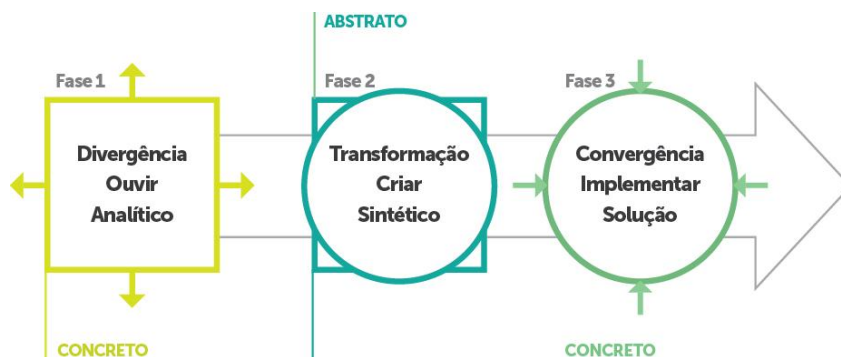 ABSTRATO
Fase 1
Divergência
Ouvir
Analítico
CONCRETO
Fase 2
Transformação
Criar
Sintético
Fase 3
Convergência
Implementar
Solução
CONCRETO